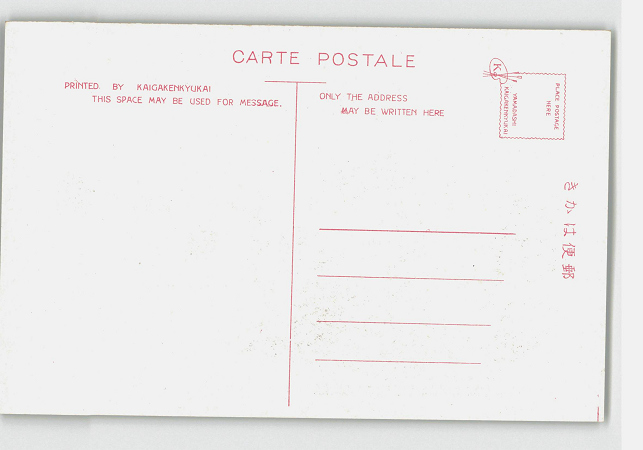 CARTE POSTALE
PRINTED BY KAIGAKENKYUKAI
THIS SPACE MAY BE USED FOR MESSAGE.
ONLY THE ADDRESS
MAY BE WRITTEN HERE
K
YAMADASHI
KAIGAKENKYUKAI
PLACE POSTAGE
HERE
きかは便郵